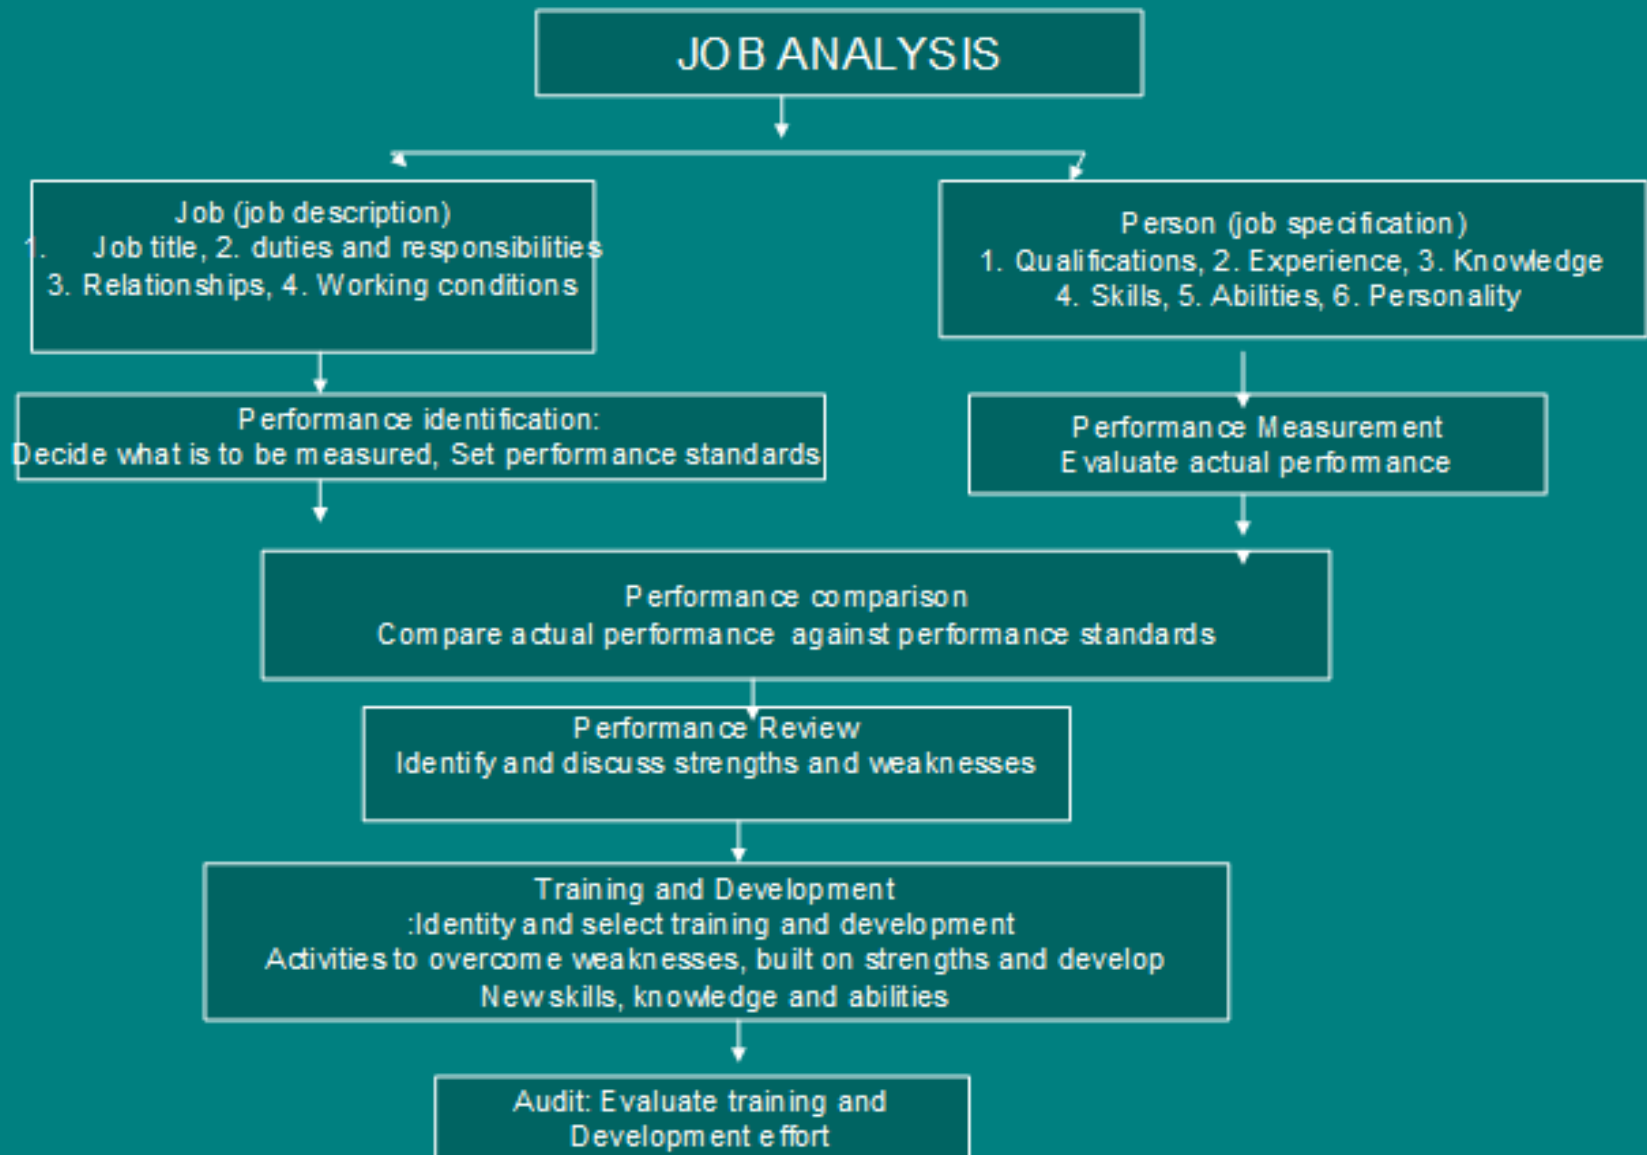 JOB ANALYSIS
Job (job description)
1. Job title, 2. duties and responsibilities
3. Relationships, 4. Working conditions
Person (job specification)
1. Qualifications, 2. Experience, 3. Knowledge
4. Skills, 5. Abilities, 6. Personality
Performance identification:
Decide what is to be measured, Set performance standards
Performance Measurement
Evaluate actual performance
Performance comparison
Compare actual performance against performance standards
Performance Review
Identify and discuss strengths and weaknesses
Training and Development
:Identity and select training and development
Activities to overcome weaknesses, built on strengths and develop
New skills, knowledge and abilities
Audit: Evaluate training and
Development effort